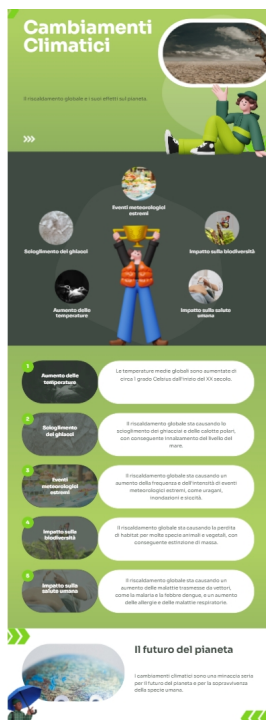 Cambiamenti
Climatici
Il riscaldamento globale e i suoi effetti sul pianeta.
Eventi meteorologici
estremi
Scioglimento dei ghiacci
Impatto sulla biodiversità
Aumento delle
temperature
Impatto sulla salute
umana
1
Aumento delle
temperature
Le temperature medie globali sono aumentate di
circa 1 grado Celsius dall'inizio del XX secolo.
2
Scioglimento
dei ghiacci
Il riscaldamento globale sta causando lo
scioglimento dei ghiacciai e delle calotte polari,
con conseguente innalzamento del livello del
mare.
3
Eventi
meteorologici
estremi
Il riscaldamento globale sta causando un
aumento della frequenza e dell'intensità di eventi
meteorologici estremi, come uragani,
inondazioni e siccità.
4
Impatto sulla
biodiversità
Il riscaldamento globale sta causando la perdita
di habitat per molte specie animali e vegetali, con
conseguente estinzione di massa.
5
Impatto sulla
salute umana
Il riscaldamento globale sta causando un
aumento delle malattie trasmesse da vettori,
come la malaria e la febbre dengue, e un aumento
delle allergie e delle malattie respiratorie.
Il futuro del pianeta
I cambiamenti climatici sono una minaccia seria
per il futuro del pianeta e per la sopravvivenza
della specie umana.